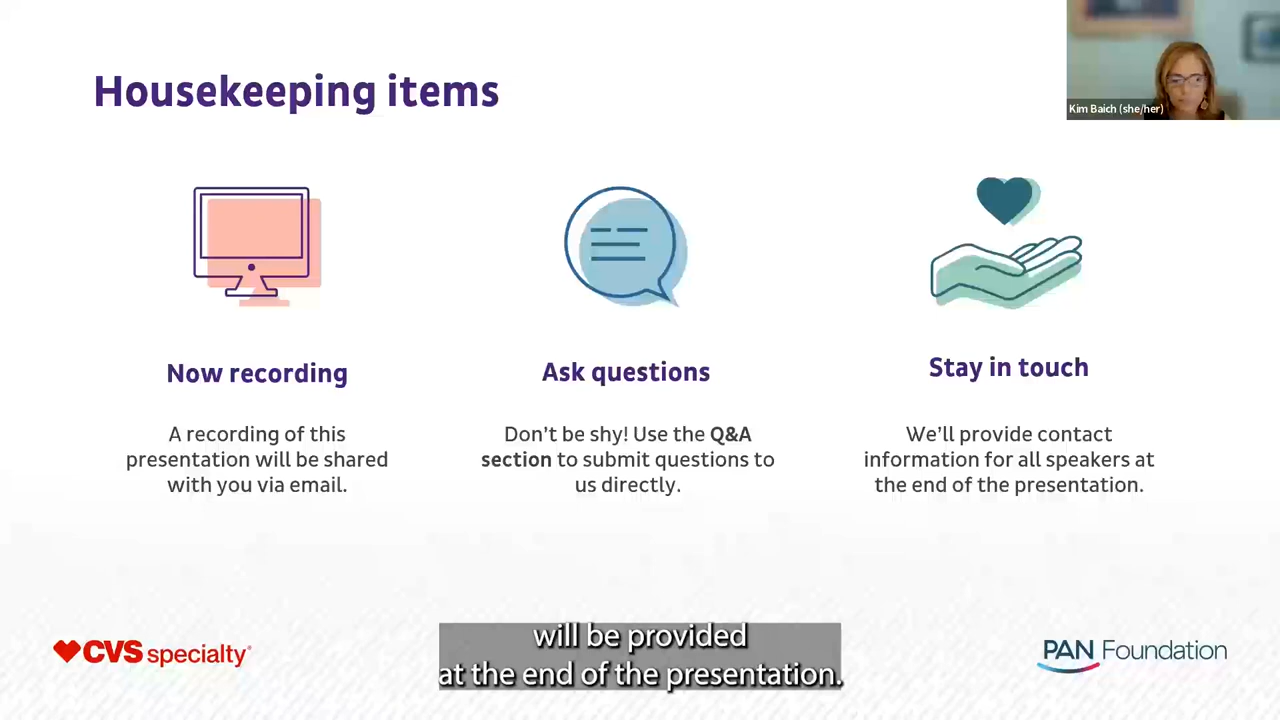 Housekeeping items
Kim Baich (she/her)
Now recording
A recording of this
presentation will be shared
with you via email.
Ask questions
Don't be shy! Use the Q&A
section to submit questions to
us directly.
Stay in touch
We'll provide contact
information for all speakers at
the end of the presentation.
CVS specialty®
will be provided
at the end of the presentation.
PAN Foundation